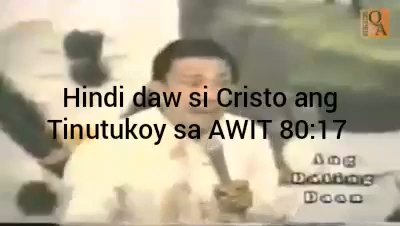 Q
A
Hindi daw si Cristo ang
Tinutukoy sa AWIT 80:17
Ang
Dating
Daan